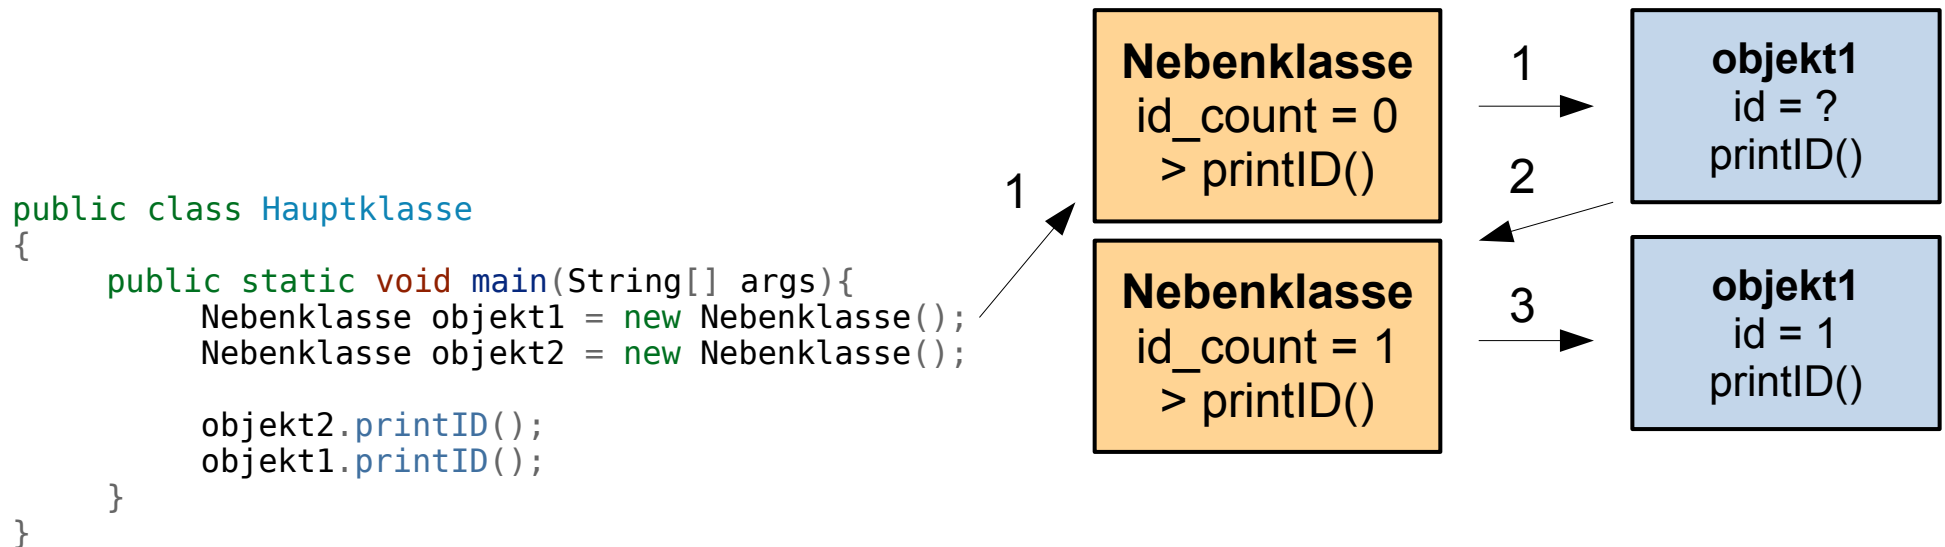 public class Hauptklasse
{
public static void main(String[] args){
Nebenklasse objekt1 = new Nebenklasse();
Nebenklasse objekt2 = new Nebenklasse();
objekt2.printID();
objekt1.printID();
}
}
1
Nebenklasse
id_count = 0
> printID()
1
objekt1
id = ?
printID()
2
Nebenklasse
id_count = 1
> printID()
3
objekt1
id = 1
printID()